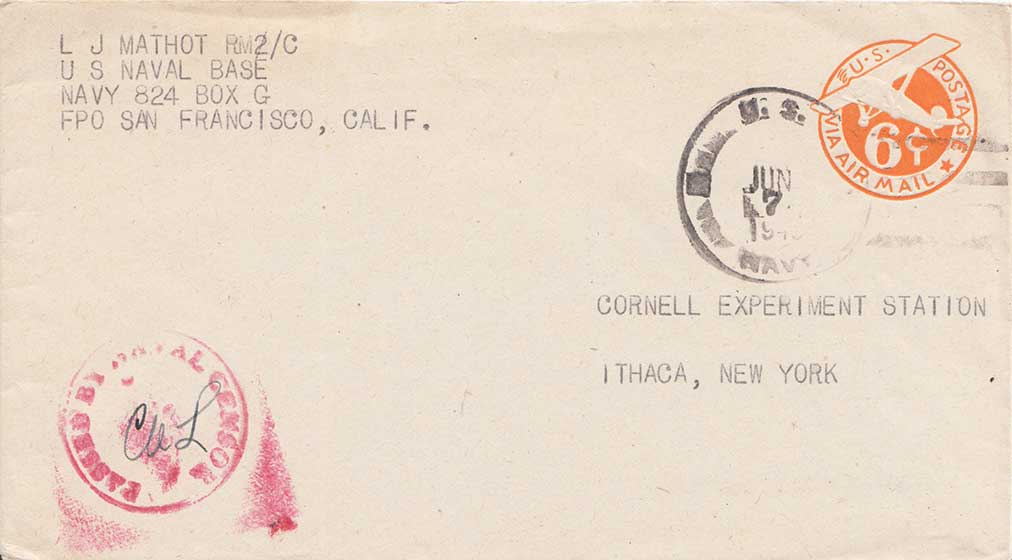 L J MATHOT RM2/C
U S NAVAL BASE
NAVY 824 BOX G
FPO SAN FRANCISCO, CALIF.
U.S. POSTAGE
6¢
VIA AIR MAIL
U. S.
JUN
NAVY
CORNELL EXPERIMENT STATION
ITHACA, NEW YORK
PASSED BY NAVAL CENSOR